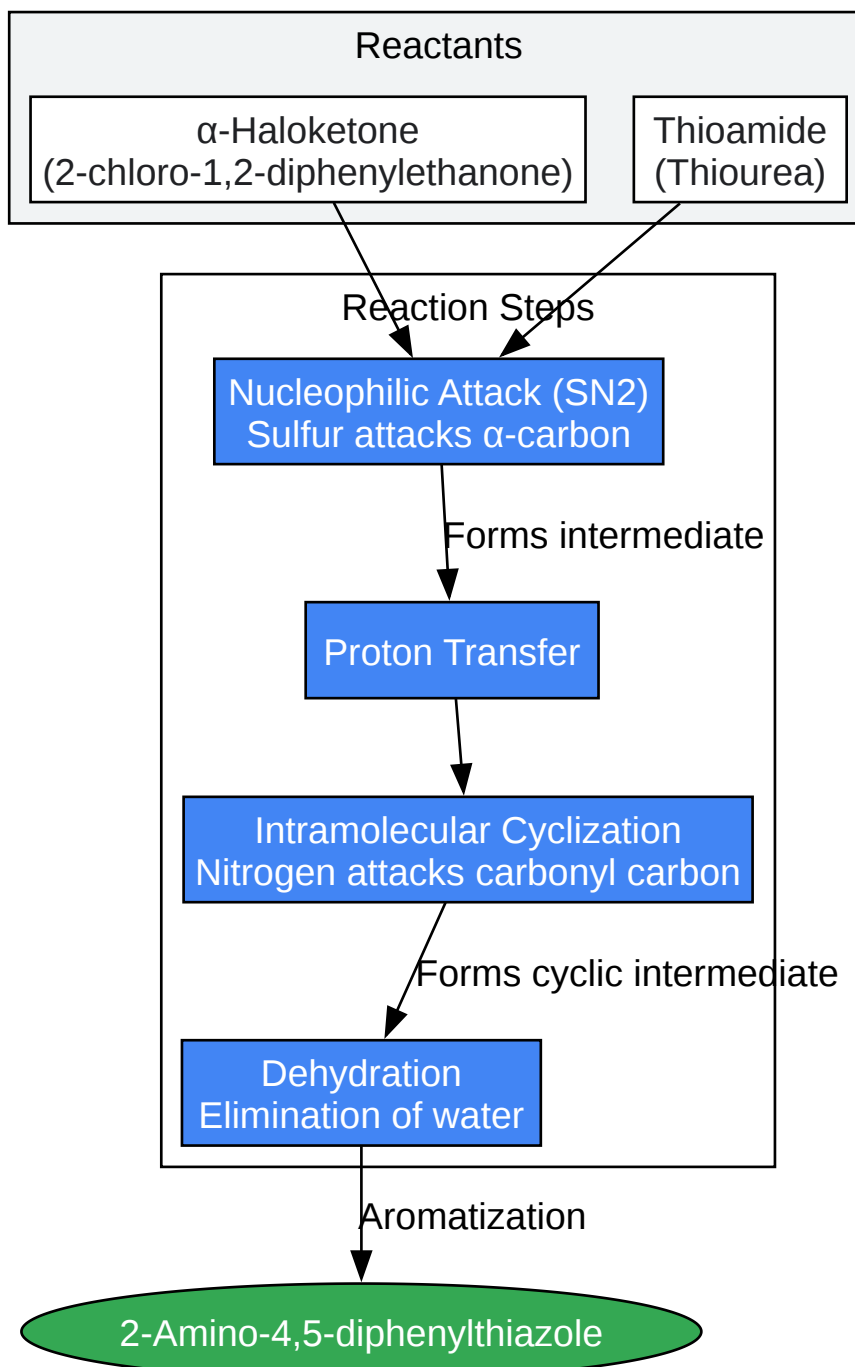 Reactants
α-Haloketone
(2-chloro-1,2-diphenylethanone)
Thioamide
(Thiourea)
Reaction Steps
Nucleophilic Attack (SN2)
Sulfur attacks α-carbon
Forms intermediate
Proton Transfer
Intramolecular Cyclization
Nitrogen attacks carbonyl carbon
Forms cyclic intermediate
Dehydration
Elimination of water
Aromatization
2-Amino-4,5-diphenylthiazole